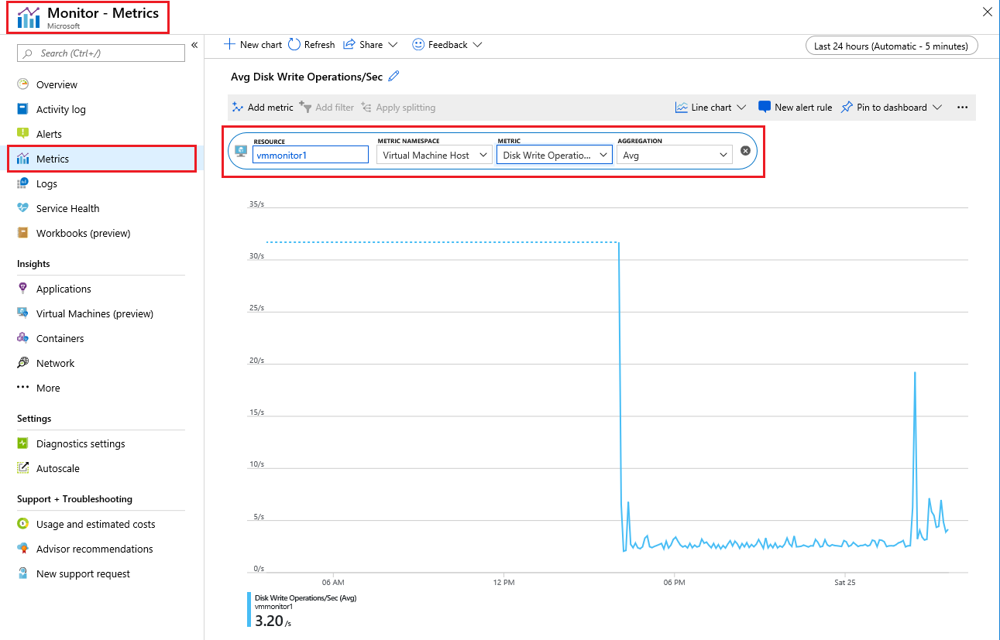 Monitor - Metrics
Microsoft
Search (Ctrl+/)
Overview
Activity log
Alerts
Metrics
Logs
Service Health
Workbooks (preview)
Insights
Applications
Virtual Machines (preview)
Containers
Network
More
Settings
Diagnostics settings
Autoscale
Support + Troubleshooting
Usage and estimated costs
Advisor recommendations
New support request
New chart Refresh Share Feedback Last 24 hours (Automatic - 5 minutes)
Avg Disk Write Operations/Sec
Add metric Add filter Apply splitting Line chart New alert rule Pin to dashboard
RESOURCE METRIC NAMESPACE METRIC AGGREGATION
vmmonitor1 Virtual Machine Host Disk Write Operatio... Avg
35/s
30/s
25/s
20/s
15/s
10/s
5/s
0/s
06 AM 12 PM 06 PM Sat 25
Disk Write Operations/Sec (Avg)
vmmonitor1
3.20 /s